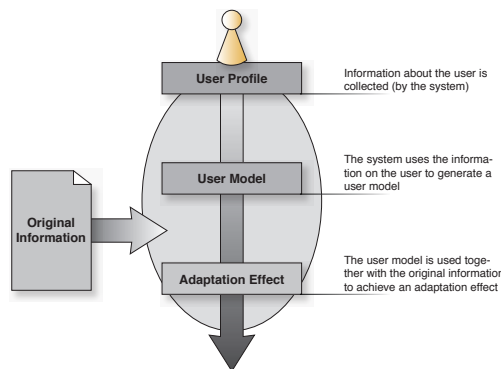 User Profile
Information about the user is
collected (by the system)
User Model
The system uses the informa-
tion on the user to generate a
user model
Original
Information
Adaptation Effect
The user model is used toge-
ther with the original information
to achieve an adaptation effect